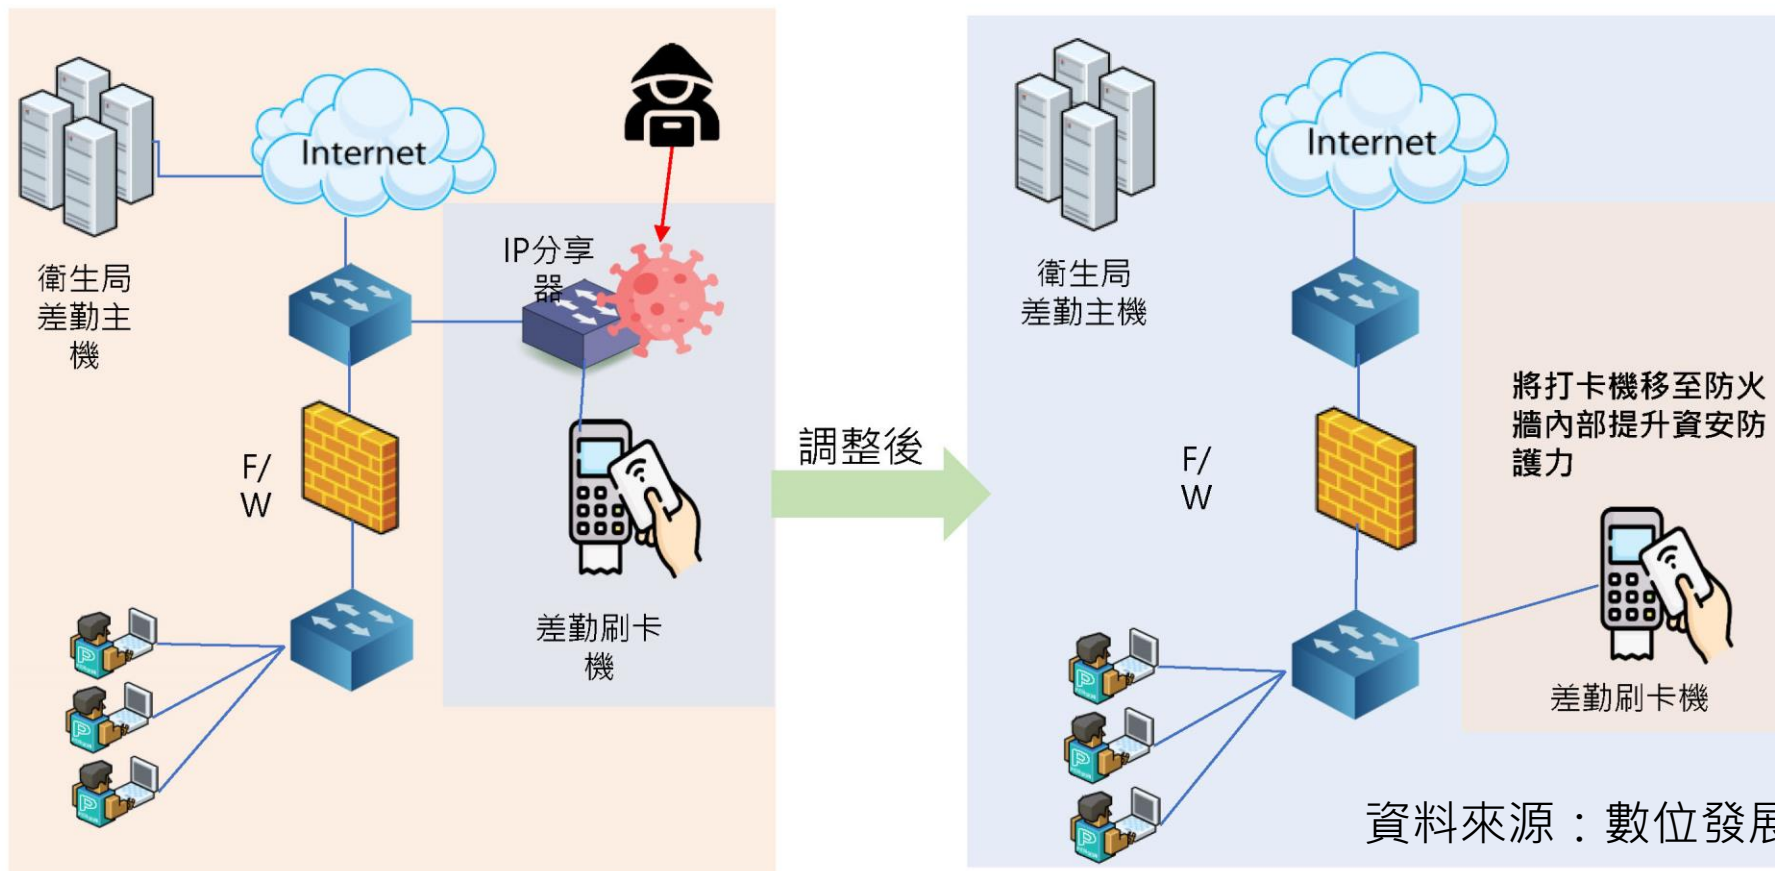 Internet
IP分享
器
衛生局
差勤主
機
F/
W
差勤刷卡
機
調整後
Internet
衛生局
差勤主機
將打卡機移至防火
牆內部提升資安防
護力
F/
W
差勤刷卡機
資料來源：數位發展